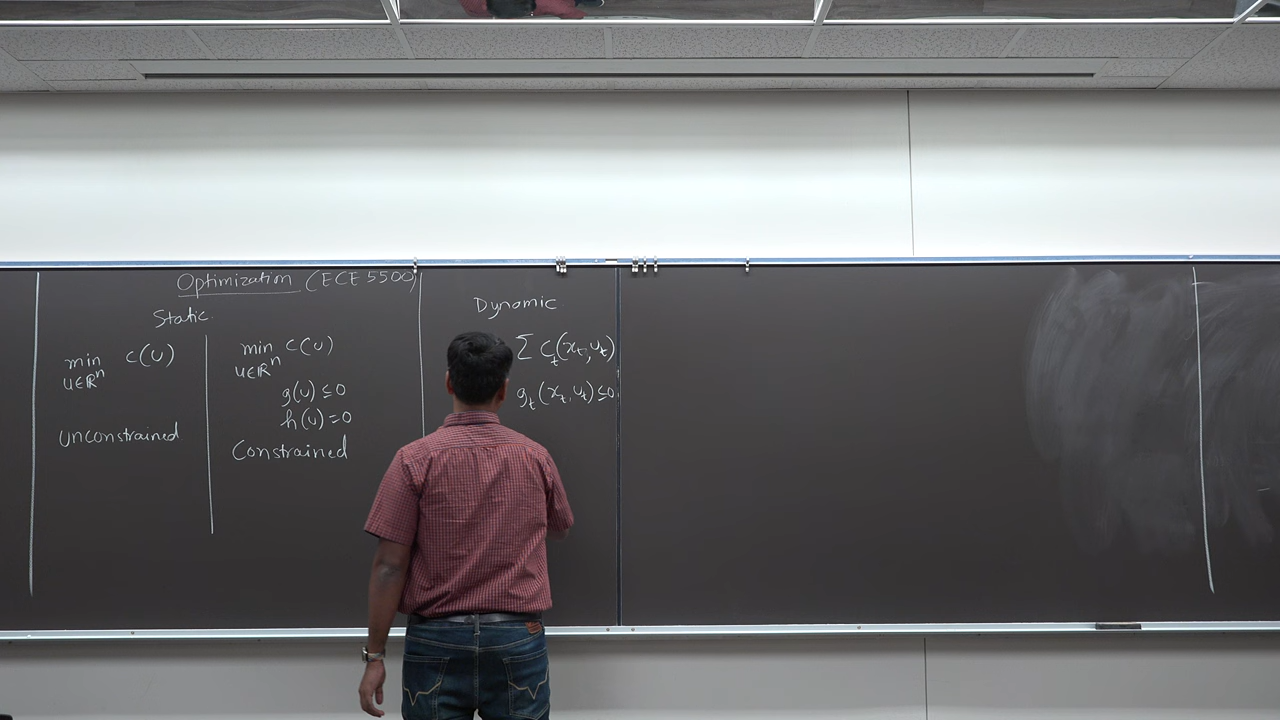 Optimization (ECE 5500)
Static
min C(u)
u∈ℝⁿ
Unconstrained
min C(u)
u∈ℝⁿ
g(u) ≤ 0
h(u) = 0
Constrained
Dynamic
∑ Cₜ(xₜ, uₜ)
gₜ(xₜ, uₜ) ≤ 0